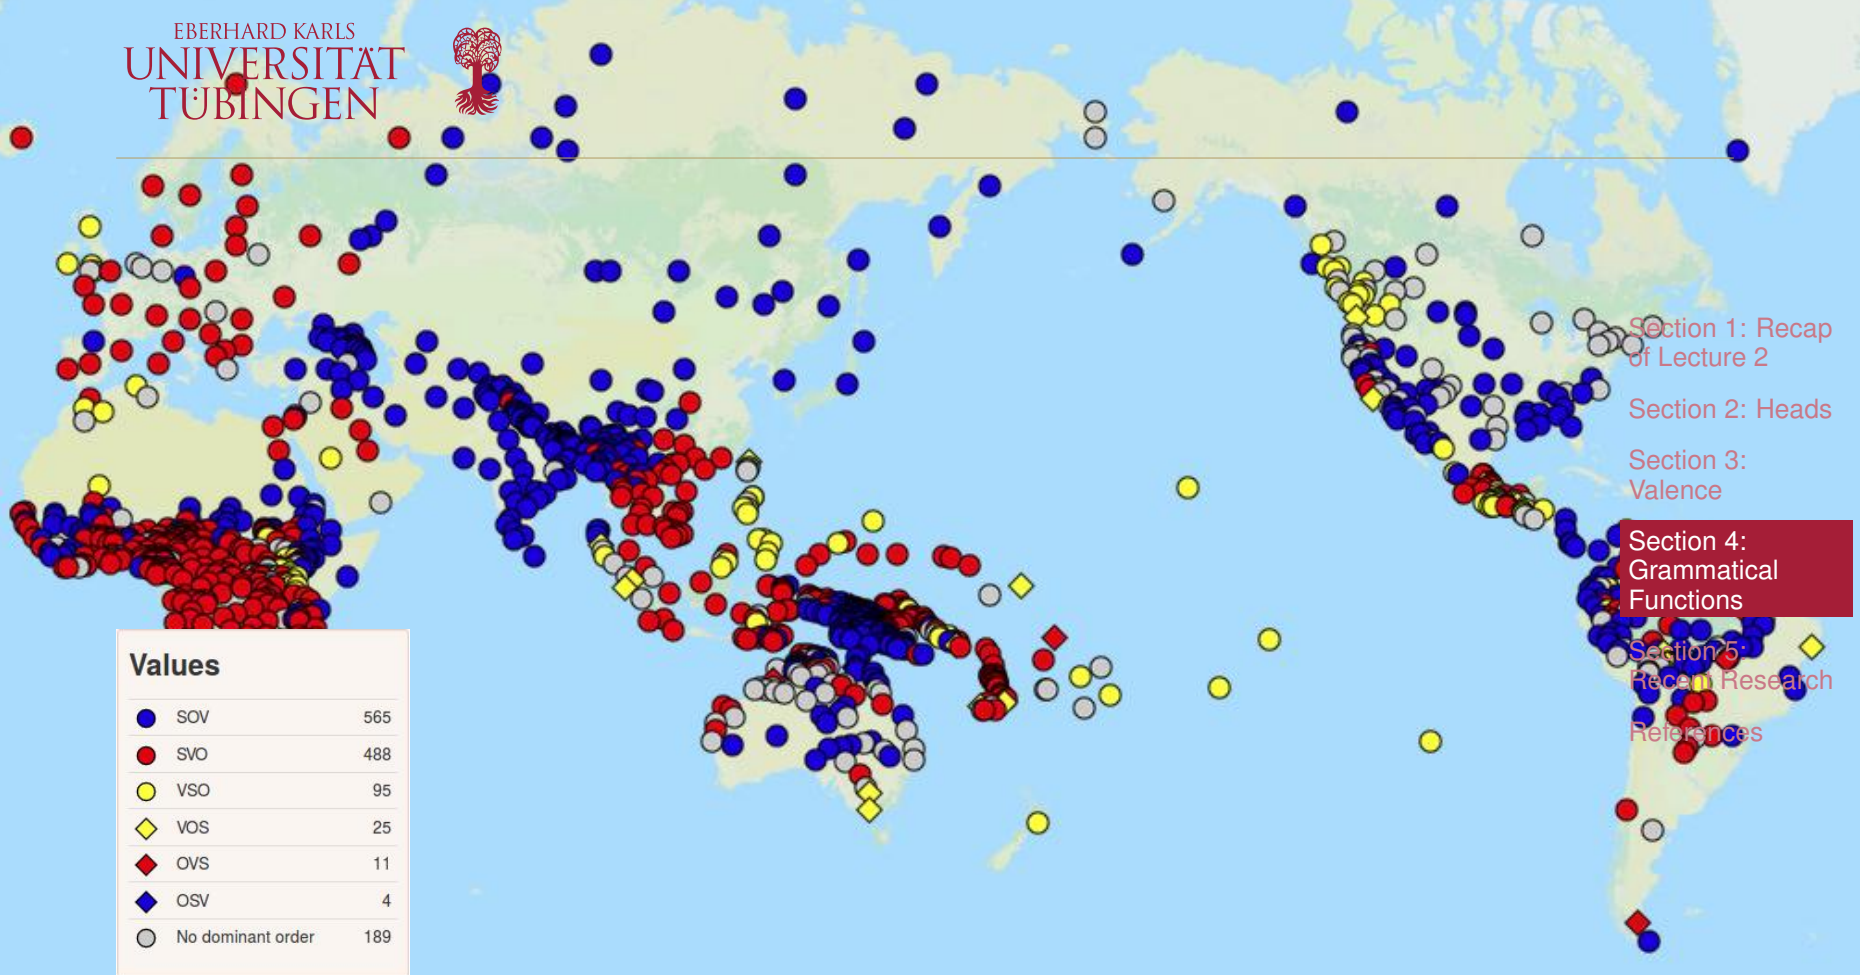 EBERHARD KARLS
UNIVERSITÄT
TÜBINGEN
Section 1: Recap
of Lecture 2
Section 2: Heads
Section 3:
Valence
Section 4:
Grammatical
Functions
Section 5:
Recent Research
References
Values
SOV 565
SVO 488
VSO 95
VOS 25
OVS 11
OSV 4
No dominant order 189